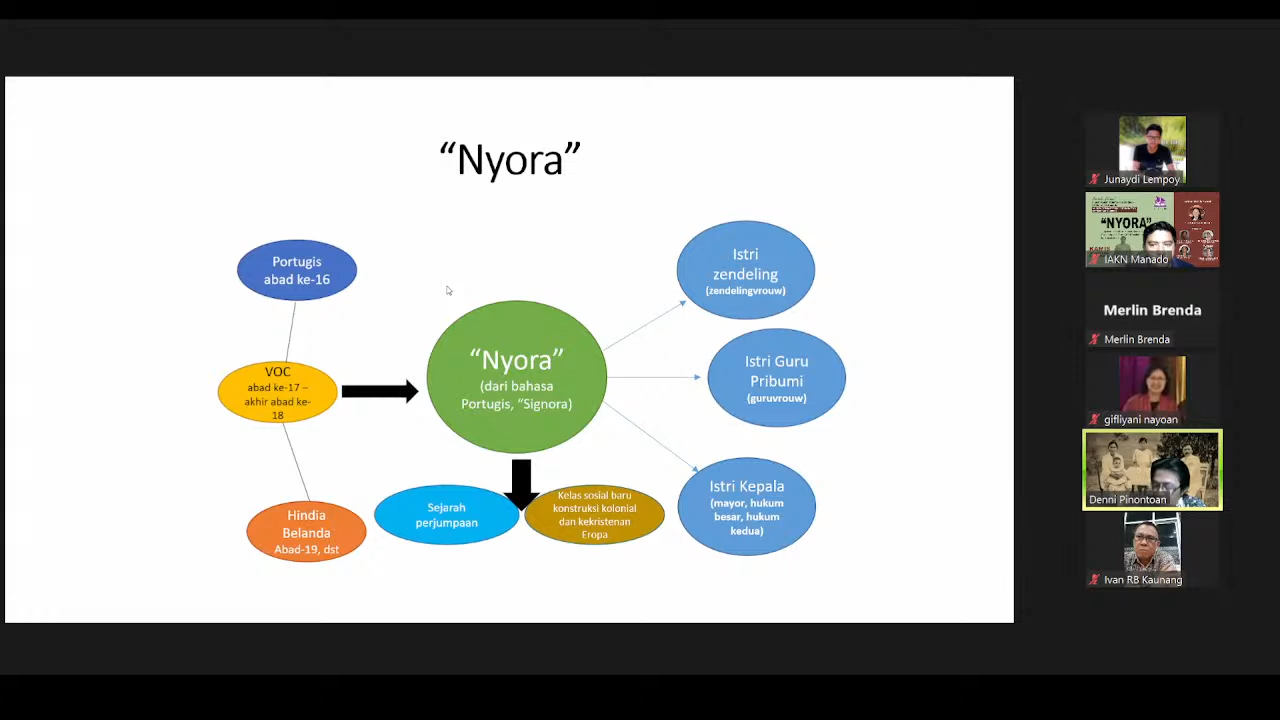 “Nyora”
Portugis
abad ke-16
VOC
abad ke-17 –
akhir abad ke-
18
Hindia
Belanda
Abad-19, dst
“Nyora”
(dari bahasa
Portugis, “Signora)
Sejarah
perjumpaan
Kelas sosial baru
konstruksi kolonial
dan kekristenan
Eropa
Istri
zendeling
(zendelingvrouw)
Istri Guru
Pribumi
(guruvrouw)
Istri Kepala
(mayor, hukum
besar, hukum
kedua)
Junaydi Lempoy
“NYORA”
KAMIS
IAKN Manado
Merlin Brenda
Merlin Brenda
gifliyani nayoan
Denni Pinontoan
Ivan RB Kaunang